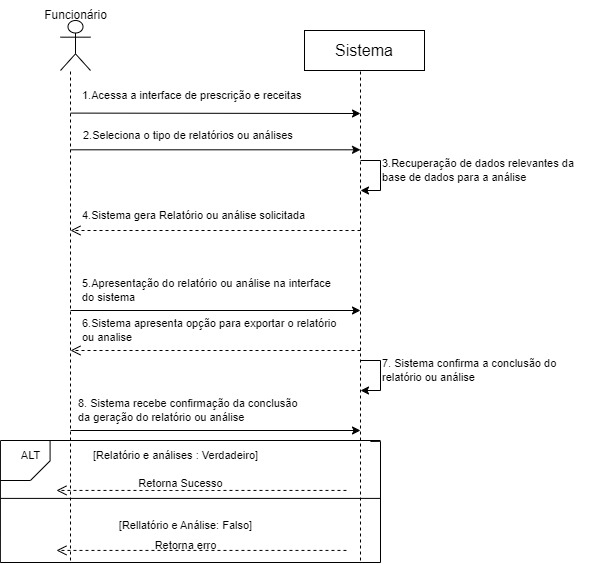 Funcionário
Sistema
1.Acessa a interface de prescrição e receitas
2.Seleciona o tipo de relatórios ou análises
3.Recuperação de dados relevantes da
base de dados para a análise
4.Sistema gera Relatório ou análise solicitada
5.Apresentação do relatório ou análise na interface
do sistema
6.Sistema apresenta opção para exportar o relatório
ou analise
7. Sistema confirma a conclusão do
relatório ou análise
8. Sistema recebe confirmação da conclusão
da geração do relatório ou análise
ALT
[Relatório e análises : Verdadeiro]
Retorna Sucesso
[Rellatório e Análise: Falso]
Retorna erro